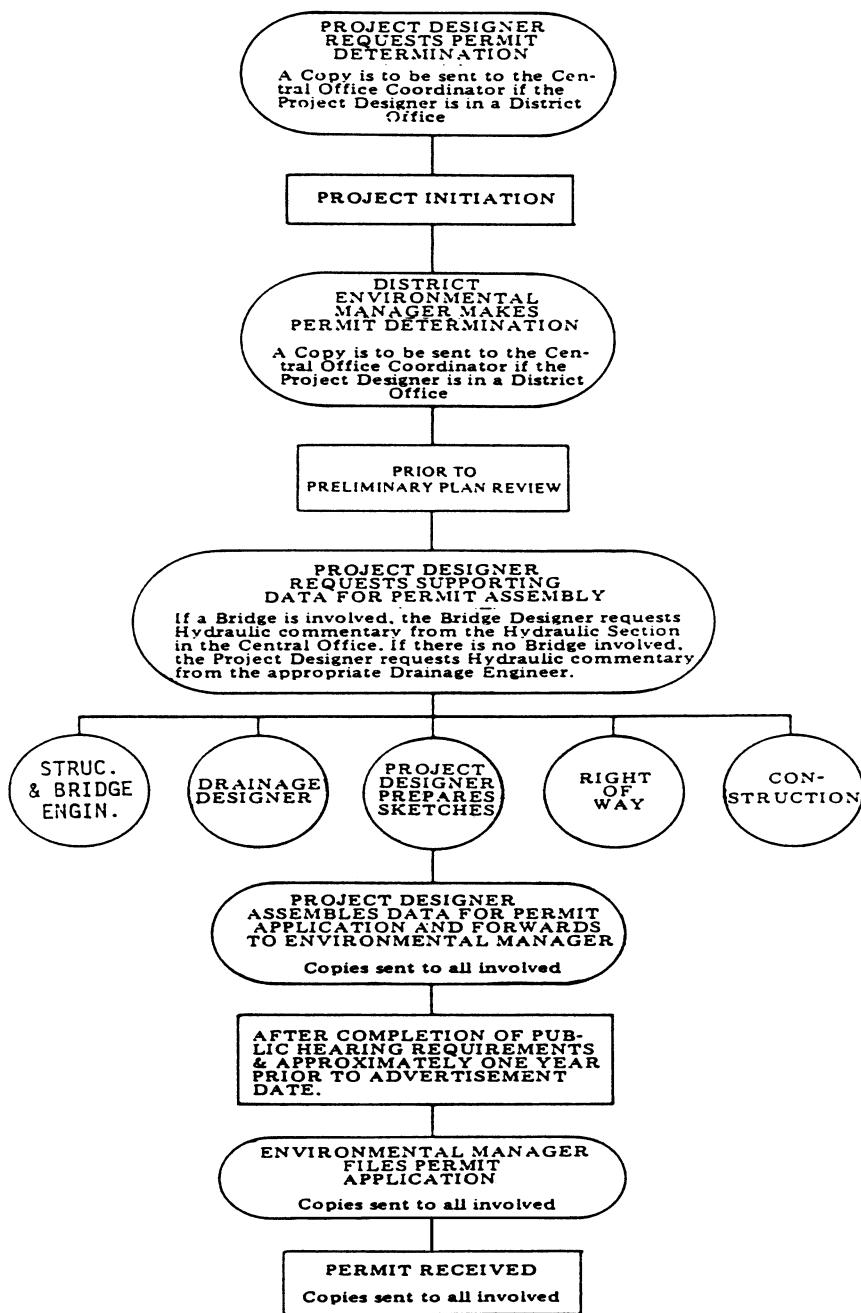 PROJECT DESIGNER
REQUESTS PERMIT
DETERMINATION
A Copy is to be sent to the Cen-
tral Office Coordinator if the
Project Designer is in a District
Office
PROJECT INITIATION
DISTRICT
ENVIRONMENTAL
MANAGER MAKES
PERMIT DETERMINATION
A Copy is to be sent to the Cen-
tral Office Coordinator if the
Project Designer is in a District
Office
PRIOR TO
PRELIMINARY PLAN REVIEW
PROJECT DESIGNER
REQUESTS SUPPORTING
DATA FOR PERMIT ASSEMBLY
If a Bridge is involved, the Bridge Designer requests
Hydraulic commentary from the Hydraulic Section
in the Central Office. If there is no Bridge involved,
the Project Designer requests Hydraulic commentary
from the appropriate Drainage Engineer.
STRUC.
& BRIDGE
ENGIN.
DRAINAGE
DESIGNER
PROJECT
DESIGNER
PREPARES
SKETCHES
RIGHT
OF
WAY
CON-
STRUCTION
PROJECT DESIGNER
ASSEMBLES DATA FOR PERMIT
APPLICATION AND FORWARDS
TO ENVIRONMENTAL MANAGER
Copies sent to all involved
AFTER COMPLETION OF PUB-
LIC HEARING REQUIREMENTS
& APPROXIMATELY ONE YEAR
PRIOR TO ADVERTISEMENT
DATE.
ENVIRONMENTAL MANAGER
FILES PERMIT
APPLICATION
Copies sent to all involved
PERMIT RECEIVED
Copies sent to all involved